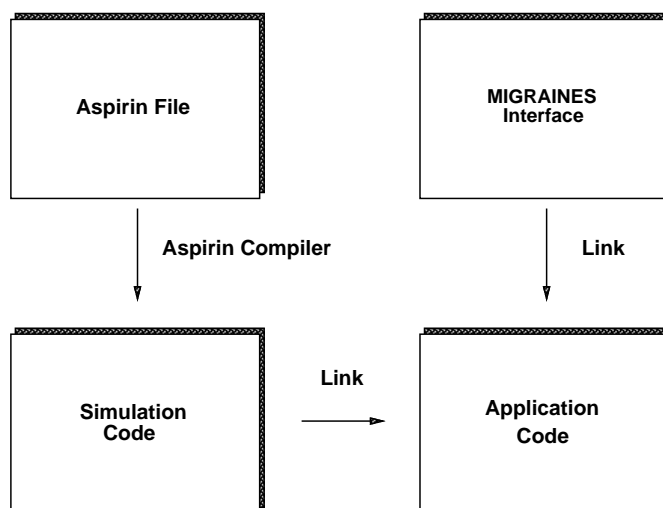 Aspirin File
MIGRAINES
Interface
Aspirin Compiler
Link
Simulation
Code
Link
Application
Code